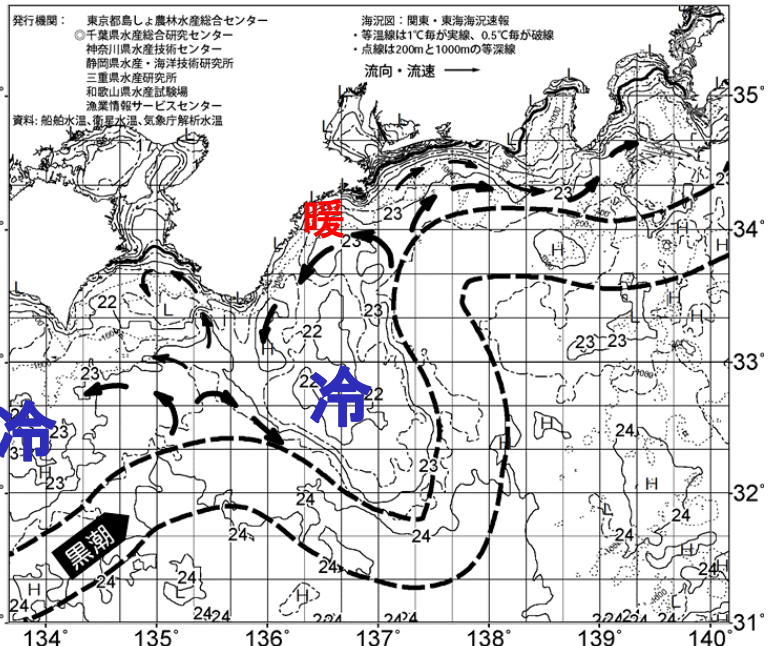 発行機関： 東京都島しょ農林水産総合センター
◎千葉県水産総合研究センター
神奈川県水産技術センター
静岡県水産・海洋技術研究所
三重県水産研究所
和歌山県水産試験場
漁業情報サービスセンター
資料: 船舶水温、衛星水温、気象庁解析水温
海況図：関東・東海海況速報
・等温線は1℃毎が実線、0.5℃毎が破線
・点線は200mと1000mの等深線
流向・流速
35°
34°
33°
32°
31°
暖
冷
冷
黒潮
17
22
23
23
23
23
22
22
22
23
23
23
23
23
23
23
24
24
24
24
24
24
24
24
24
L
H
134 135 136 137 138 139 140